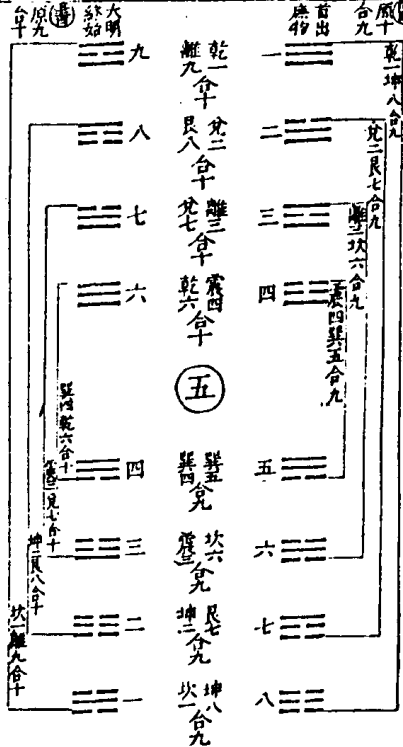 原十合九
乾一坤八合九
兌二艮七合九
離三坎六合九
震四巽五合九
首出庶物
一
二
三
四
五
六
七
八
乾一離九合十
兌二艮八合十
離三兌七合十
震四乾六合十
五
巽五巽四合九
坎六震三合九
艮七坤二合九
坤八坎一合九
九
八
七
六
四
三
二
一
大明終始
書
原九合十
巽四乾六合十
震三兌七合十
坤二艮八合十
坎一離九合十